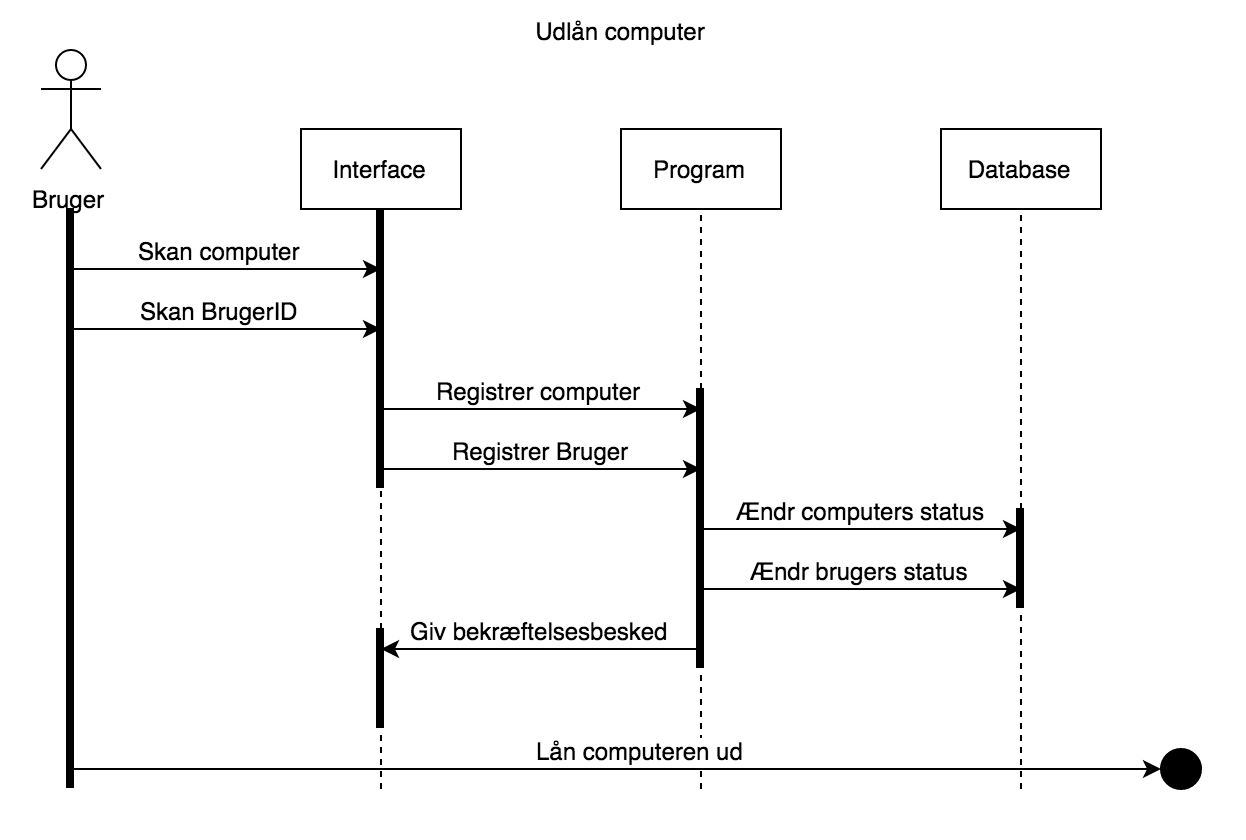 Udlån computer
Bruger
Interface
Program
Database
Skan computer
Skan BrugerID
Registrer computer
Registrer Bruger
Ændr computers status
Ændr brugers status
Giv bekræftelsesbesked
Lån computeren ud